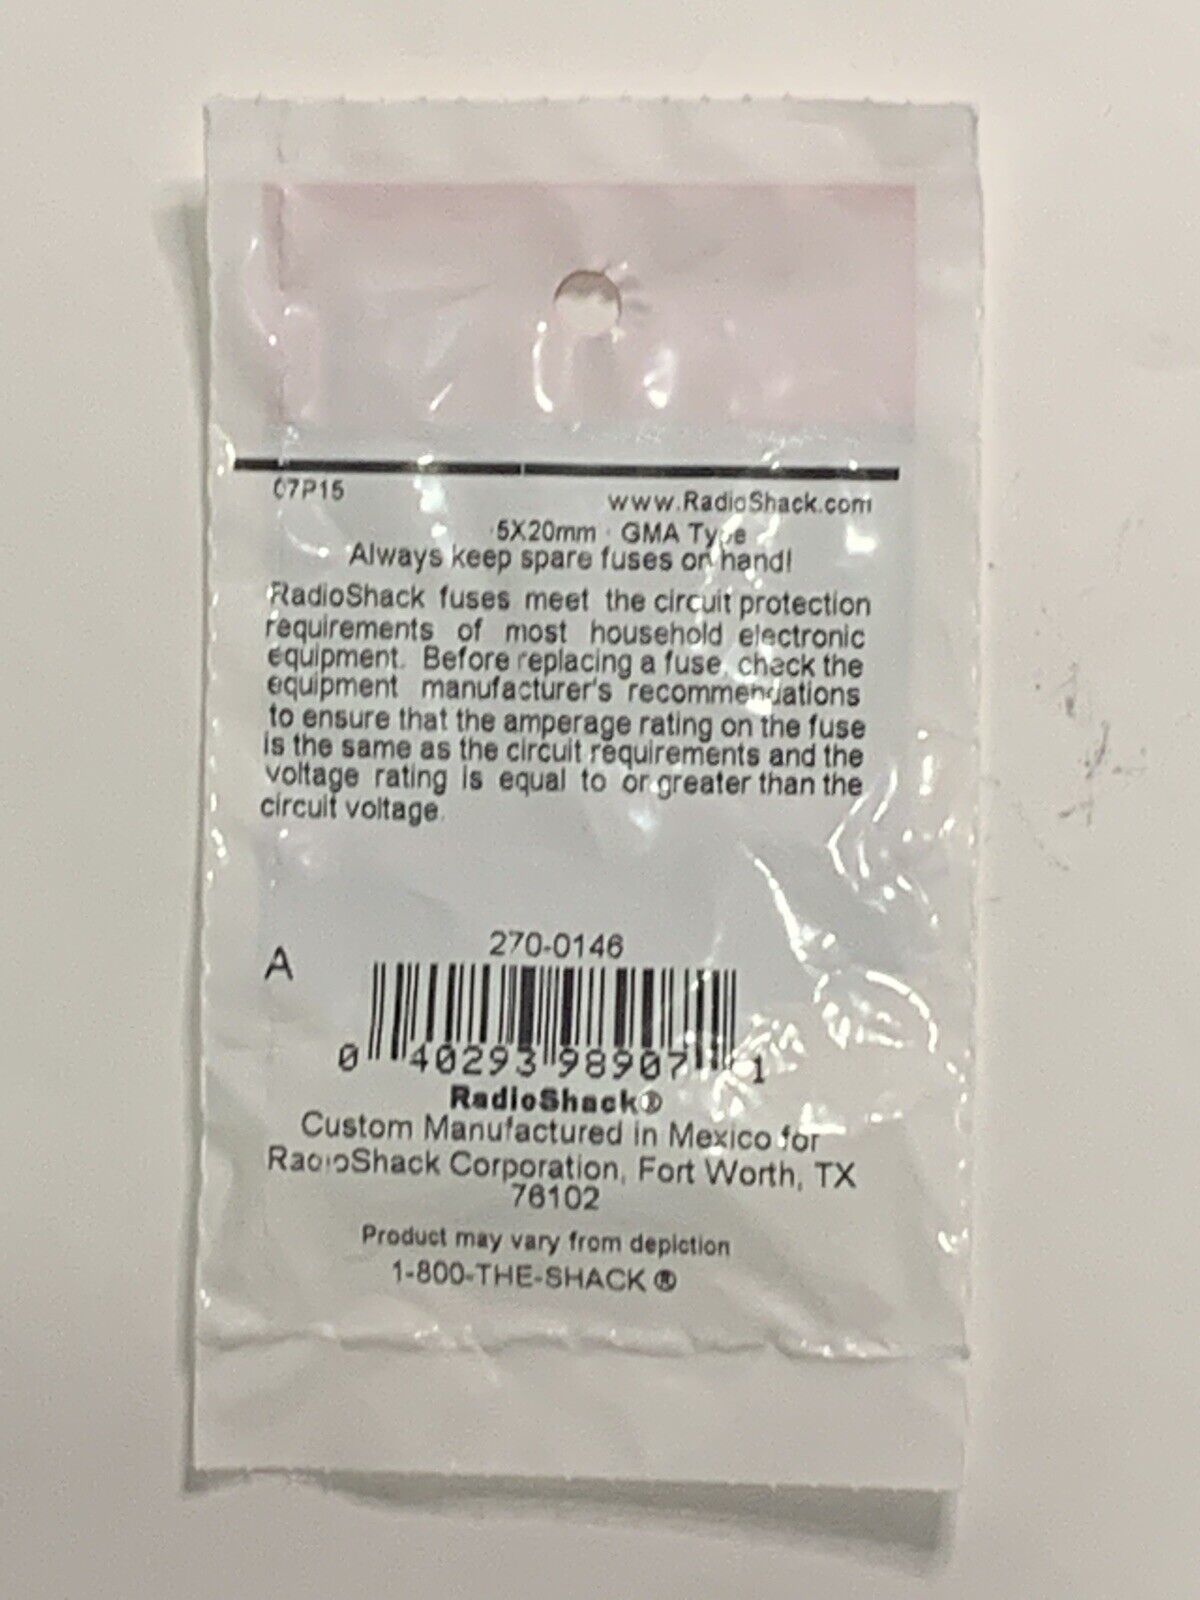 07P15
www.RadioShack.com
5X20mm · GMA Type
Always keep spare fuses on hand!
RadioShack fuses meet the circuit protection
requirements of most household electronic
equipment. Before replacing a fuse, check the
equipment manufacturer's recommendations
to ensure that the amperage rating on the fuse
is the same as the circuit requirements and the
voltage rating is equal to or greater than the
circuit voltage.
270-0146
A
0 40293 98907 1
RadioShack®
Custom Manufactured in Mexico for
RadioShack Corporation, Fort Worth, TX
76102
Product may vary from depiction
1-800-THE-SHACK ®